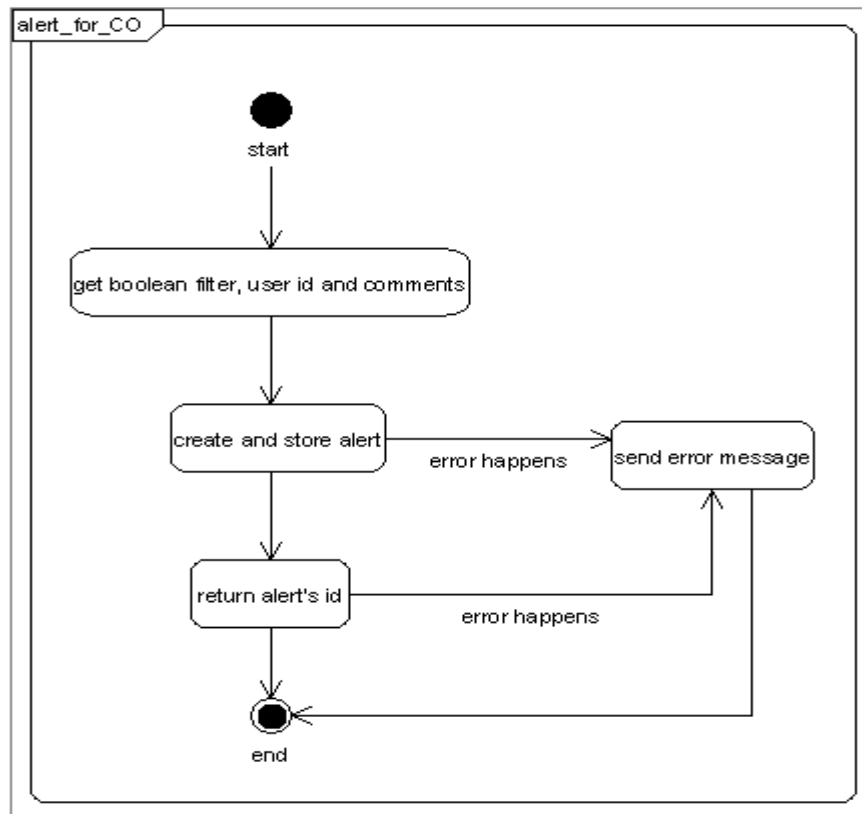 alert_for_CO
start
get boolean filter, user id and comments
create and store alert
error happens
send error message
return alert's id
error happens
end